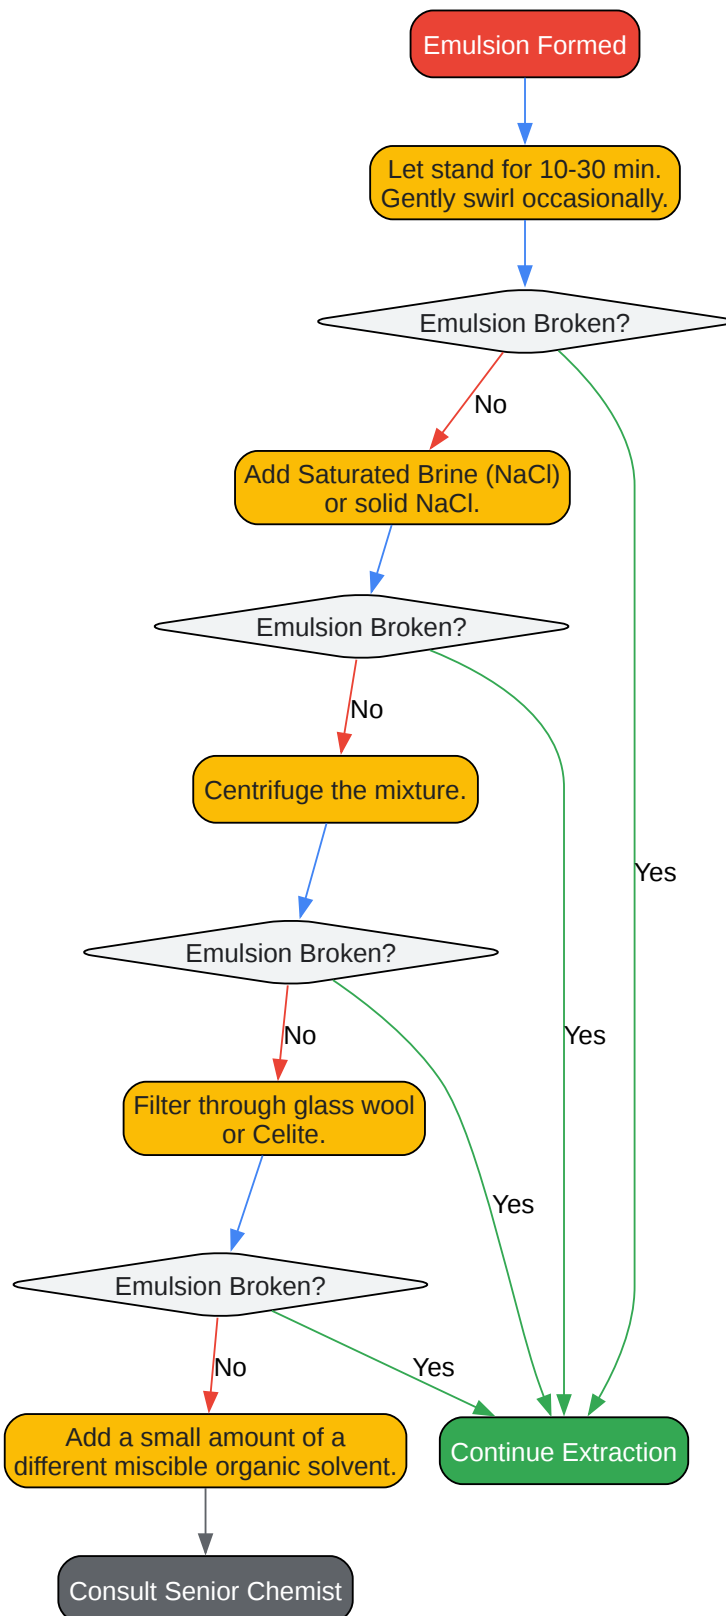 Emulsion Formed
Let stand for 10-30 min.
Gently swirl occasionally.
Emulsion Broken?
No
Add Saturated Brine (NaCl)
or solid NaCl.
Emulsion Broken?
No
Centrifuge the mixture.
Yes
Emulsion Broken?
No
Yes
Filter through glass wool
or Celite.
Yes
Emulsion Broken?
No
Yes
Add a small amount of a
different miscible organic solvent.
Continue Extraction
Consult Senior Chemist